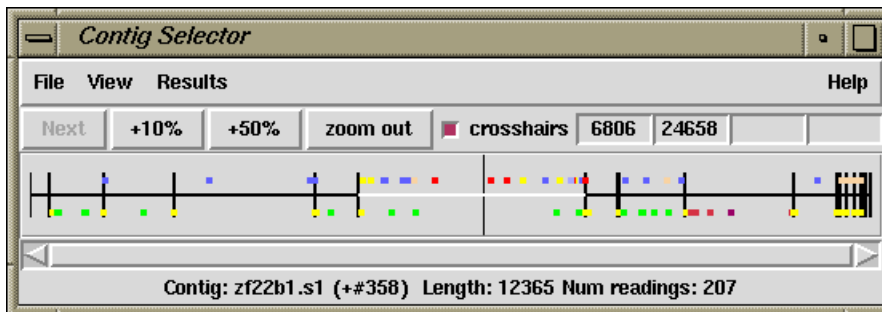 Contig Selector
File View Results Help
Next +10% +50% zoom out crosshairs 6806 24658
Contig: zf22b1.s1 (+#358) Length: 12365 Num readings: 207